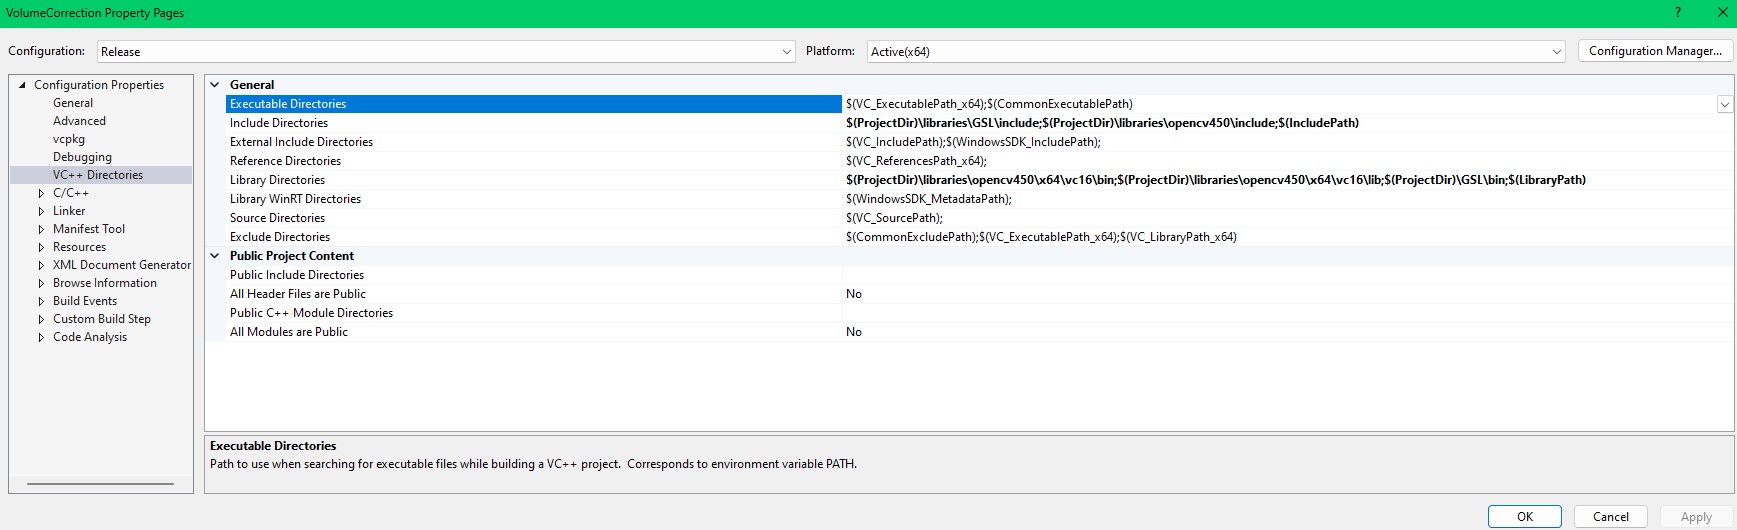 VolumeCorrection Property Pages ? ✕
Configuration: Release Platform: Active(x64) Configuration Manager...
Configuration Properties
General
Advanced
vcpkg
Debugging
VC++ Directories
C/C++
Linker
Manifest Tool
Resources
XML Document Generator
Browse Information
Build Events
Custom Build Step
Code Analysis
General
Executable Directories $(VC_ExecutablePath_x64);$(CommonExecutablePath)
Include Directories $(ProjectDir)\libraries\GSL\include;$(ProjectDir)\libraries\opencv450\include;$(IncludePath)
External Include Directories $(VC_IncludePath);$(WindowsSDK_IncludePath);
Reference Directories $(VC_ReferencesPath_x64);
Library Directories $(ProjectDir)\libraries\opencv450\x64\vc16\bin;$(ProjectDir)\libraries\opencv450\x64\vc16\lib;$(ProjectDir)\GSL\bin;$(LibraryPath)
Library WinRT Directories $(WindowsSDK_MetadataPath);
Source Directories $(VC_SourcePath);
Exclude Directories $(CommonExcludePath);$(VC_ExecutablePath_x64);$(VC_LibraryPath_x64)
Public Project Content
Public Include Directories
All Header Files are Public No
Public C++ Module Directories
All Modules are Public No
Executable Directories
Path to use when searching for executable files while building a VC++ project.  Corresponds to environment variable PATH.
OK Cancel Apply